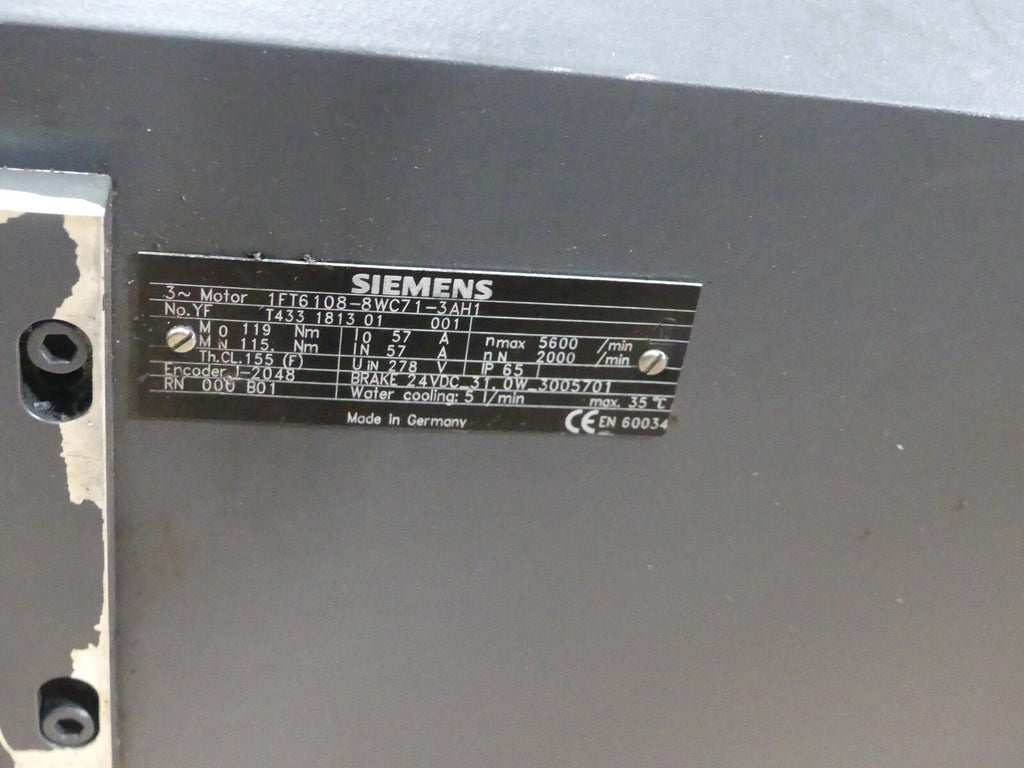 SIEMENS
3~ Motor 1FT6108-8WC71-3AH1
No.YF T433 1813 01 001
M0 119 Nm I0 57 A nmax 5600 /min
MN 115. Nm IN 57 A nN 2000 /min
Th.CL.155 (F) UiN 278 V IP 65
Encoder J-2048 BRAKE 24VDC 31.0W 3005701
RN 000 B01 Water cooling: 5 l/min max. 35 °C
Made in Germany CE EN 60034